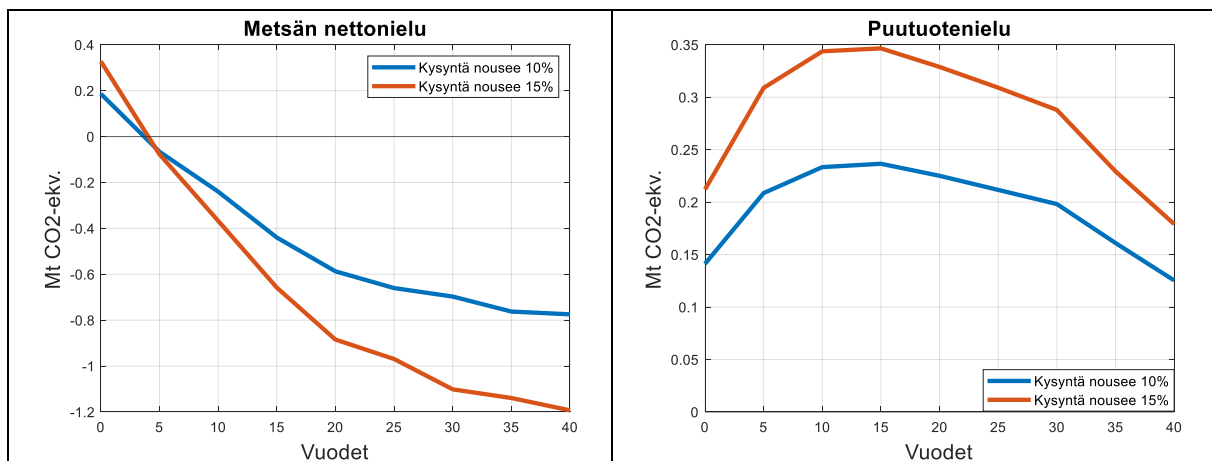 Metsän nettonielu
0.4
0.2
0
-0.2
-0.4
-0.6
-0.8
-1
-1.2
Mt CO2-ekv.
Kysyntä nousee 10%
Kysyntä nousee 15%
0 5 10 15 20 25 30 35 40
Vuodet
Puutuotenielu
0.35
0.3
0.25
0.2
0.15
0.1
0.05
0
Mt CO2-ekv.
Kysyntä nousee 10%
Kysyntä nousee 15%
0 5 10 15 20 25 30 35 40
Vuodet